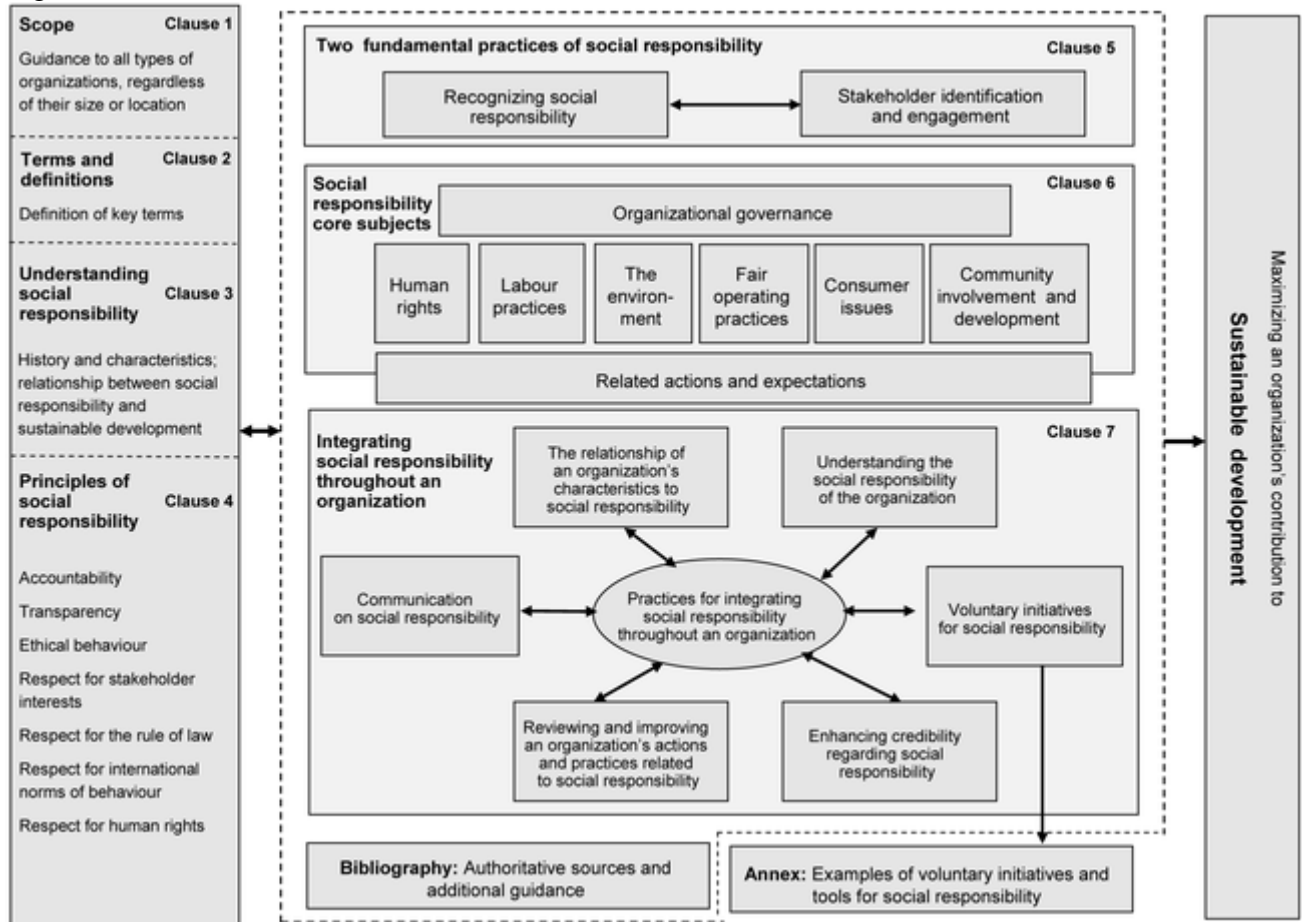 Scope Clause 1
Guidance to all types of
organizations, regardless
of their size or location
Terms and Clause 2
definitions
Definition of key terms
Understanding
social Clause 3
responsibility
History and characteristics;
relationship between social
responsibility and
sustainable development
Principles of
social Clause 4
responsibility
Accountability
Transparency
Ethical behaviour
Respect for stakeholder
interests
Respect for the rule of law
Respect for international
norms of behaviour
Respect for human rights
Two fundamental practices of social responsibility Clause 5
Recognizing social
responsibility
Stakeholder identification
and engagement
Social
responsibility
core subjects
Clause 6
Organizational governance
Human
rights
Labour
practices
The
environ-
ment
Fair
operating
practices
Consumer
issues
Community
involvement and
development
Related actions and expectations
Integrating
social responsibility
throughout an
organization
Clause 7
The relationship of
an organization's
characteristics to
social responsibility
Understanding the
social responsibility
of the organization
Communication
on social responsibility
Practices for integrating
social responsibility
throughout an organization
Voluntary initiatives
for social responsibility
Reviewing and improving
an organization's actions
and practices related
to social responsibility
Enhancing credibility
regarding social
responsibility
Bibliography: Authoritative sources and
additional guidance
Annex: Examples of voluntary initiatives and
tools for social responsibility
Maximizing an organization's contribution to
Sustainable development